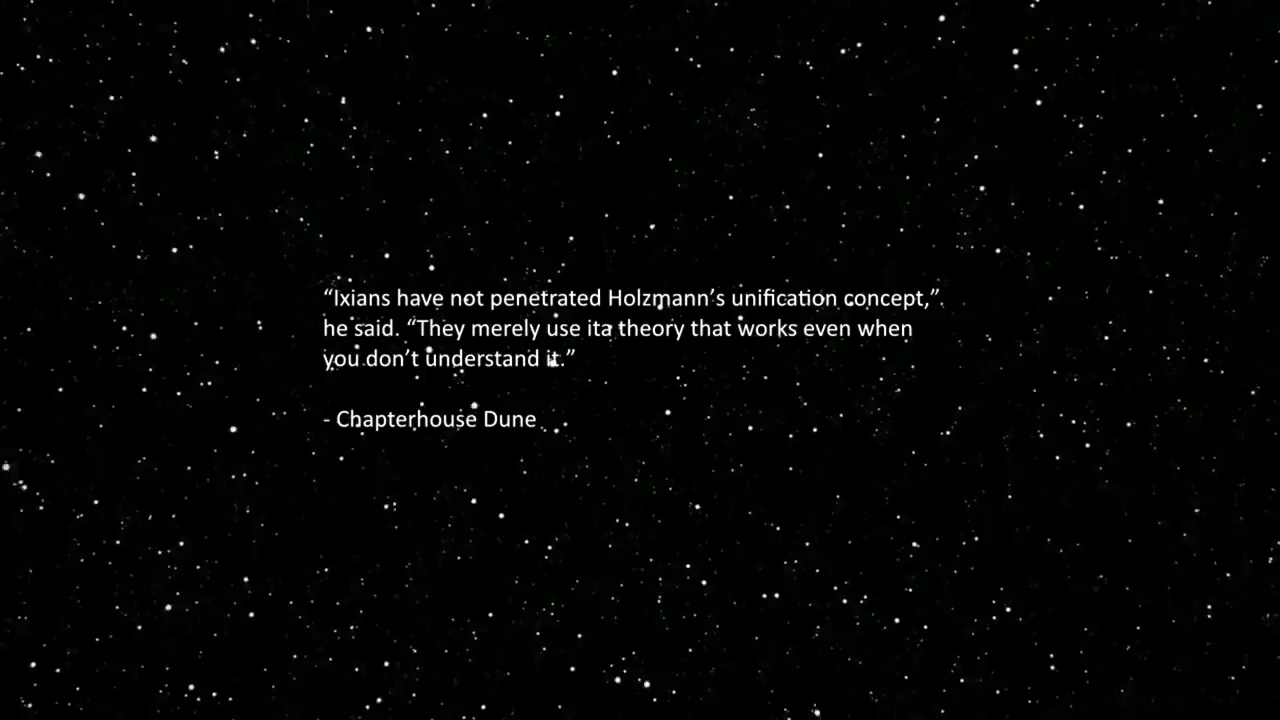 “Ixians have not penetrated Holzmann’s unification concept,”
he said. “They merely use ita theory that works even when
you don’t understand it.”
- Chapterhouse Dune